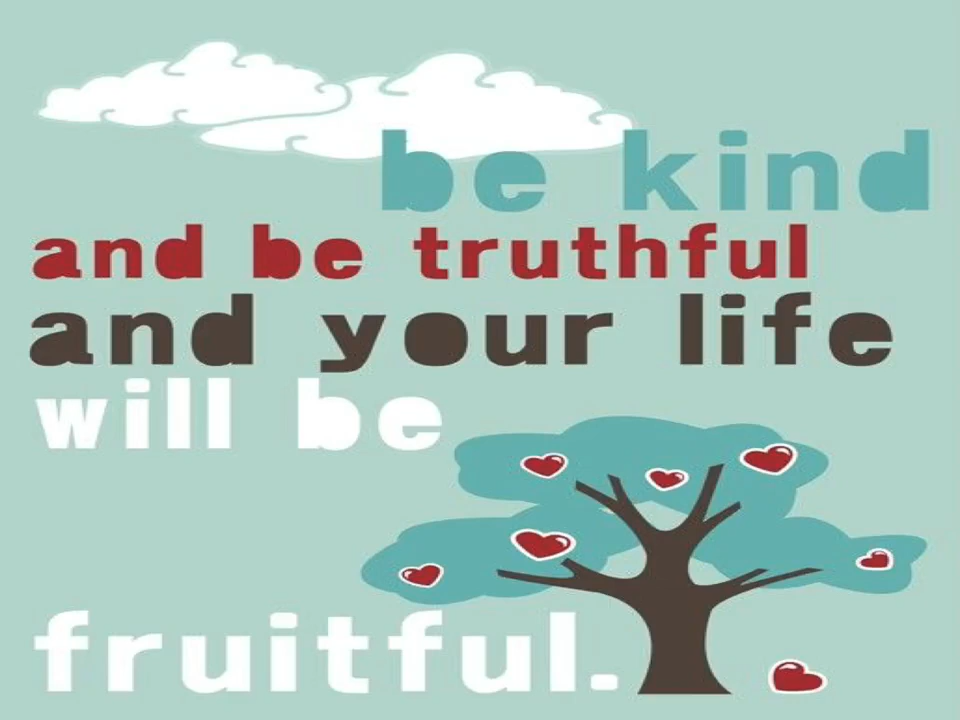 be kind
and be truthful
and your life
will be
fruitful.